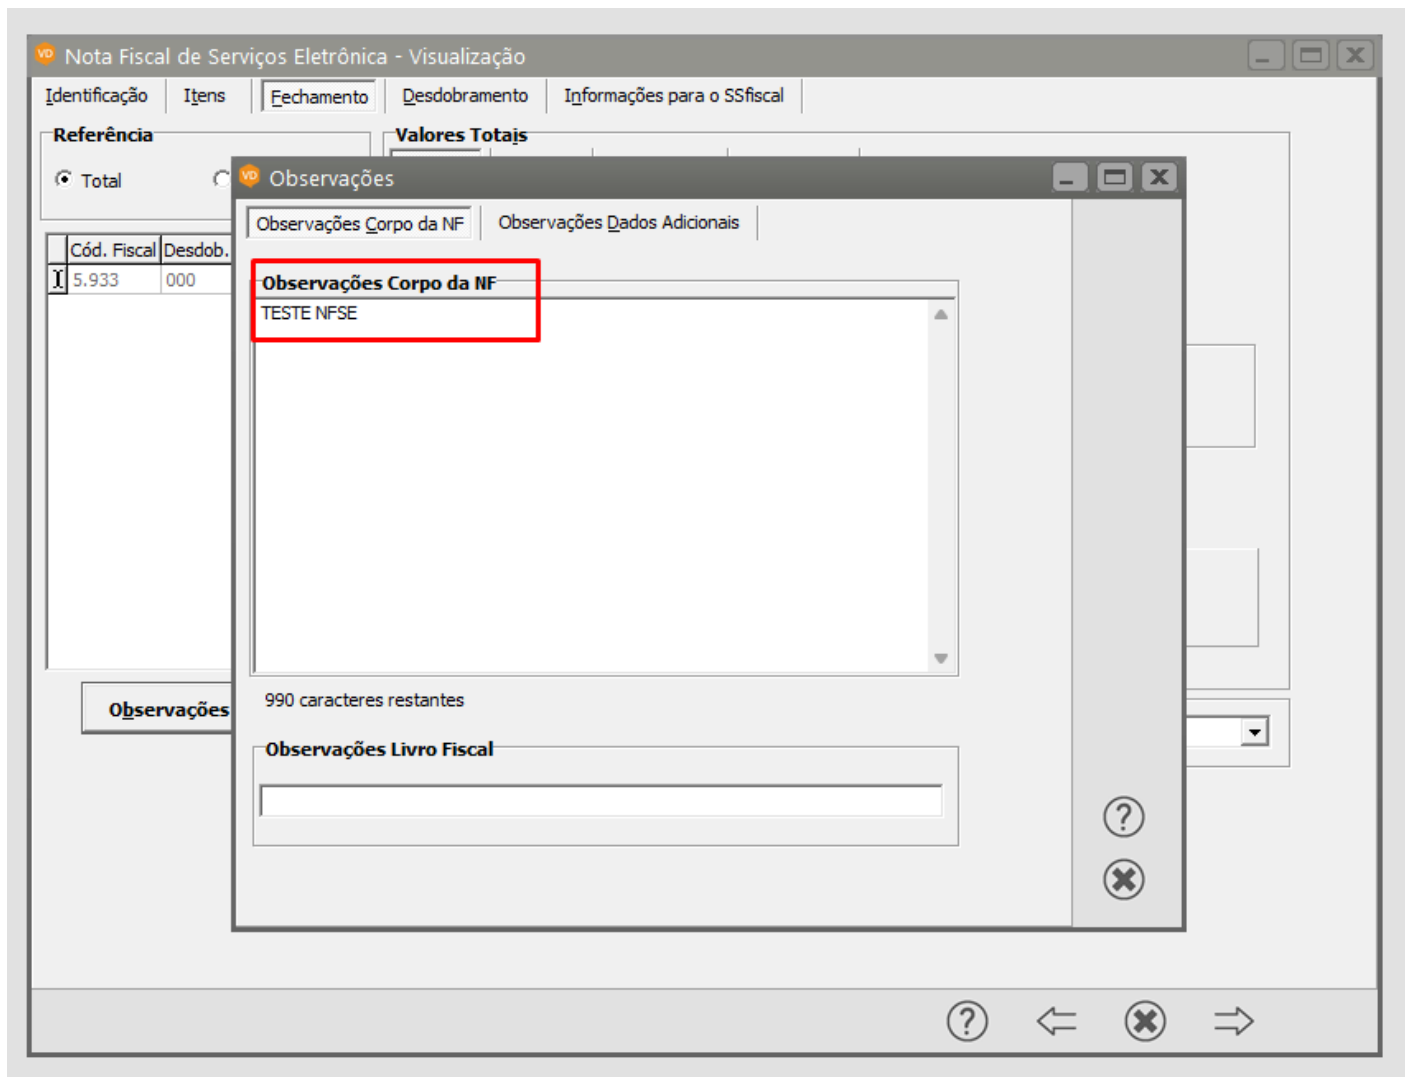 VD Nota Fiscal de Serviços Eletrônica - Visualização
Identificação Itens Fechamento Desdobramento Informações para o SSfiscal
Referência Valores Totais
Total
VD Observações
Observações Corpo da NF Observações Dados Adicionais
Cód. Fiscal Desdob.
5.933 000
Observações Corpo da NF
TESTE NFSE
990 caracteres restantes
Observações
Observações Livro Fiscal